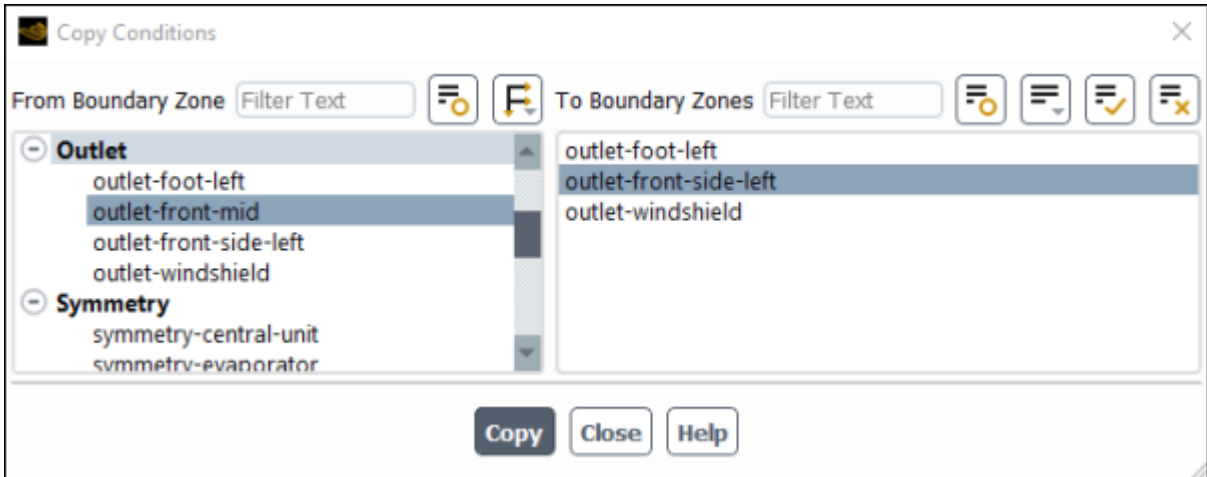 Copy Conditions
From Boundary Zone Filter Text To Boundary Zones Filter Text
Outlet
outlet-foot-left
outlet-front-mid
outlet-front-side-left
outlet-windshield
Symmetry
symmetry-central-unit
symmetry-evaporator
outlet-foot-left
outlet-front-side-left
outlet-windshield
Copy Close Help